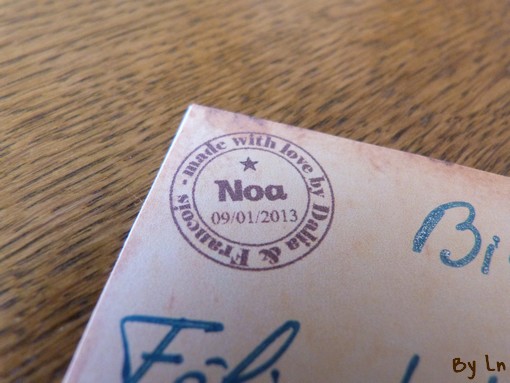 made with love by Dalia & François -
Noa
09/01/2013
By Ln